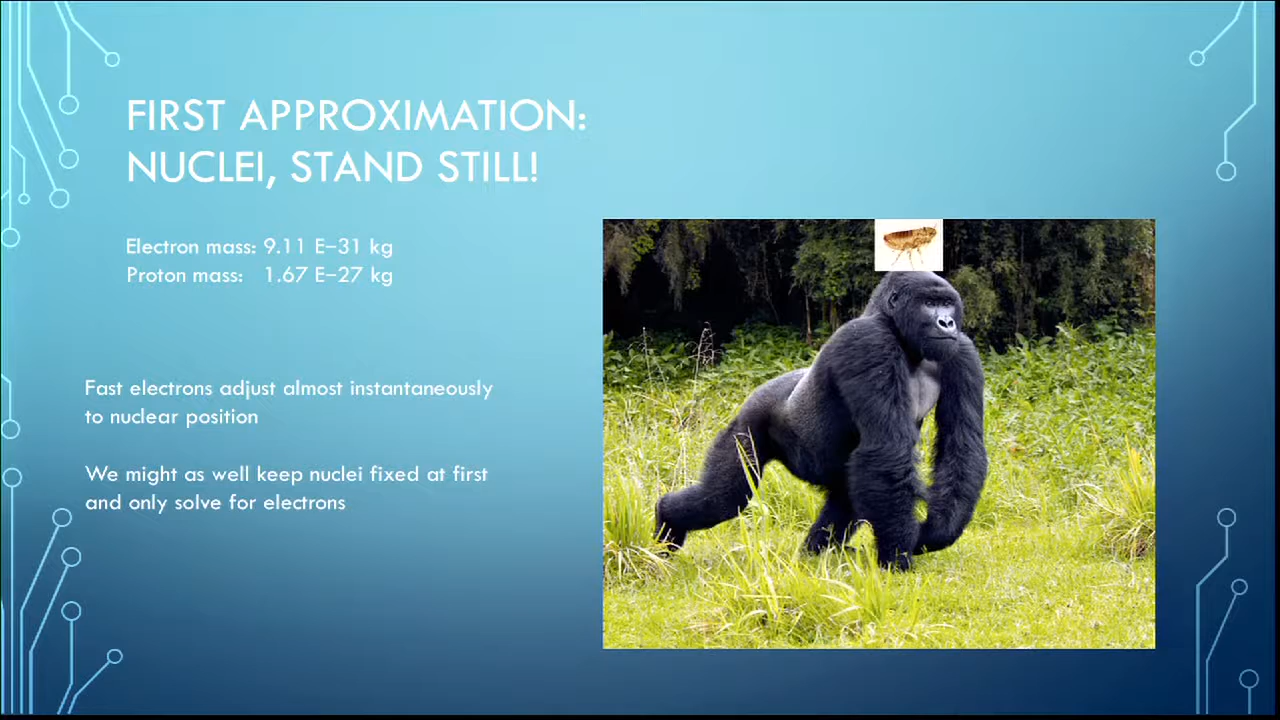 FIRST APPROXIMATION:
NUCLEI, STAND STILL!
Electron mass: 9.11 E−31 kg
Proton mass: 1.67 E−27 kg
Fast electrons adjust almost instantaneously
to nuclear position
We might as well keep nuclei fixed at first
and only solve for electrons